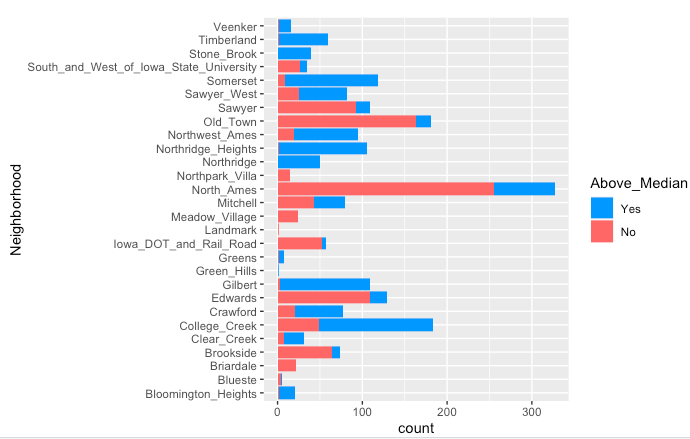 Veenker
Timberland
Stone_Brook
South_and_West_of_Iowa_State_University
Somerset
Sawyer_West
Sawyer
Old_Town
Northwest_Ames
Northridge_Heights
Northridge
Northpark_Villa
North_Ames
Mitchell
Meadow_Village
Landmark
Iowa_DOT_and_Rail_Road
Greens
Green_Hills
Gilbert
Edwards
Crawford
College_Creek
Clear_Creek
Brookside
Briardale
Blueste
Bloomington_Heights
Neighborhood
0 100 200 300
count
Above_Median
Yes
No